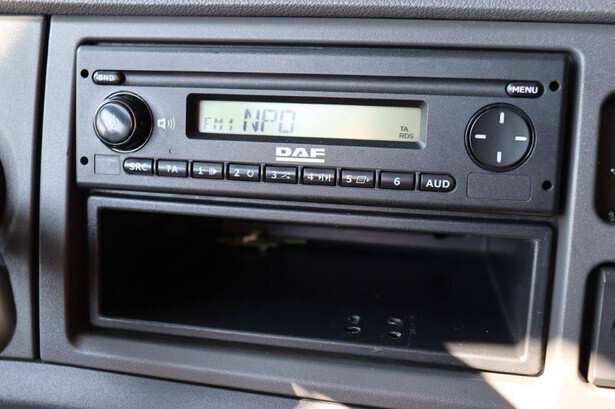 BND
MENU
FM1 NPO
TA
RDS
DAF
SRC TA 1 2 3 4 5 6 AUD